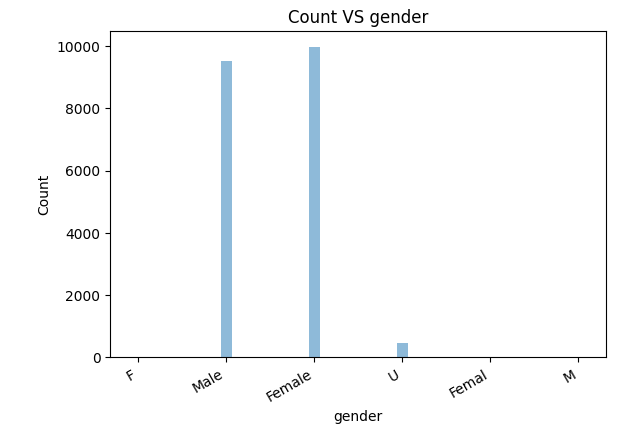 Count VS gender
10000
8000
6000
4000
2000
0
Count
F
Male
Female
U
Femal
M
gender